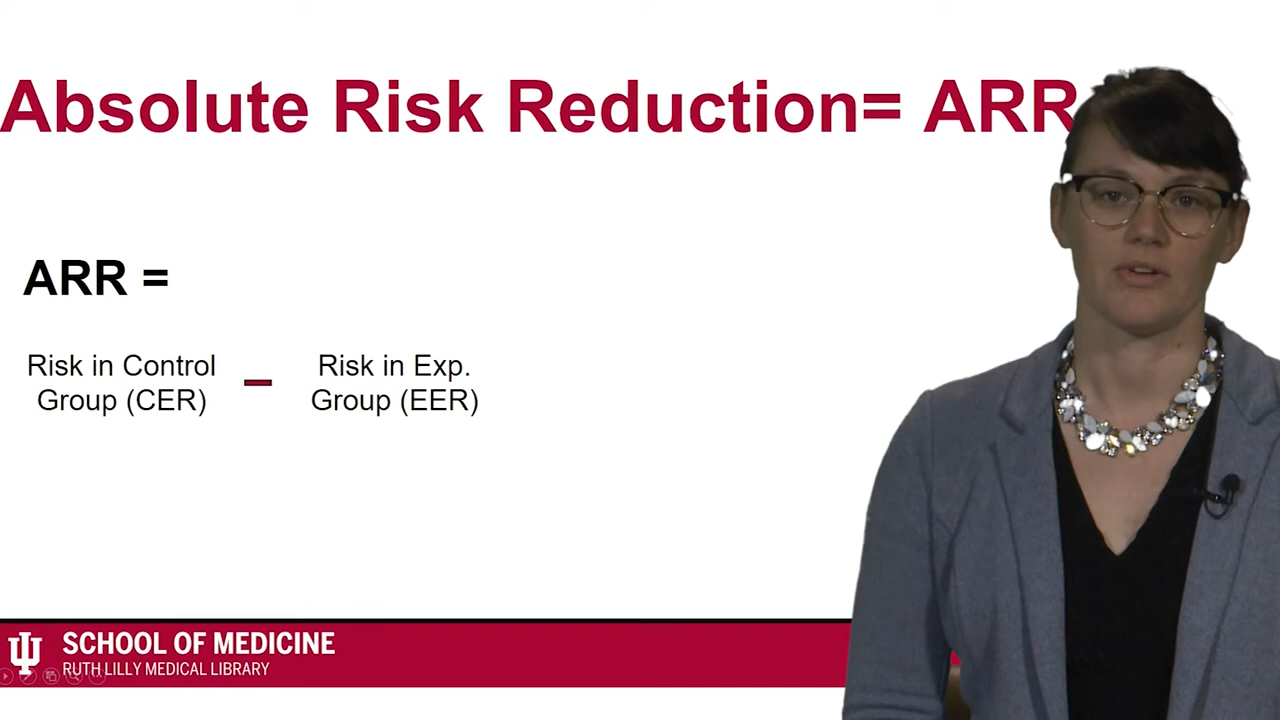 Absolute Risk Reduction= ARR
ARR =
Risk in Control
Group (CER)
–
Risk in Exp.
Group (EER)
SCHOOL OF MEDICINE
RUTH LILLY MEDICAL LIBRARY